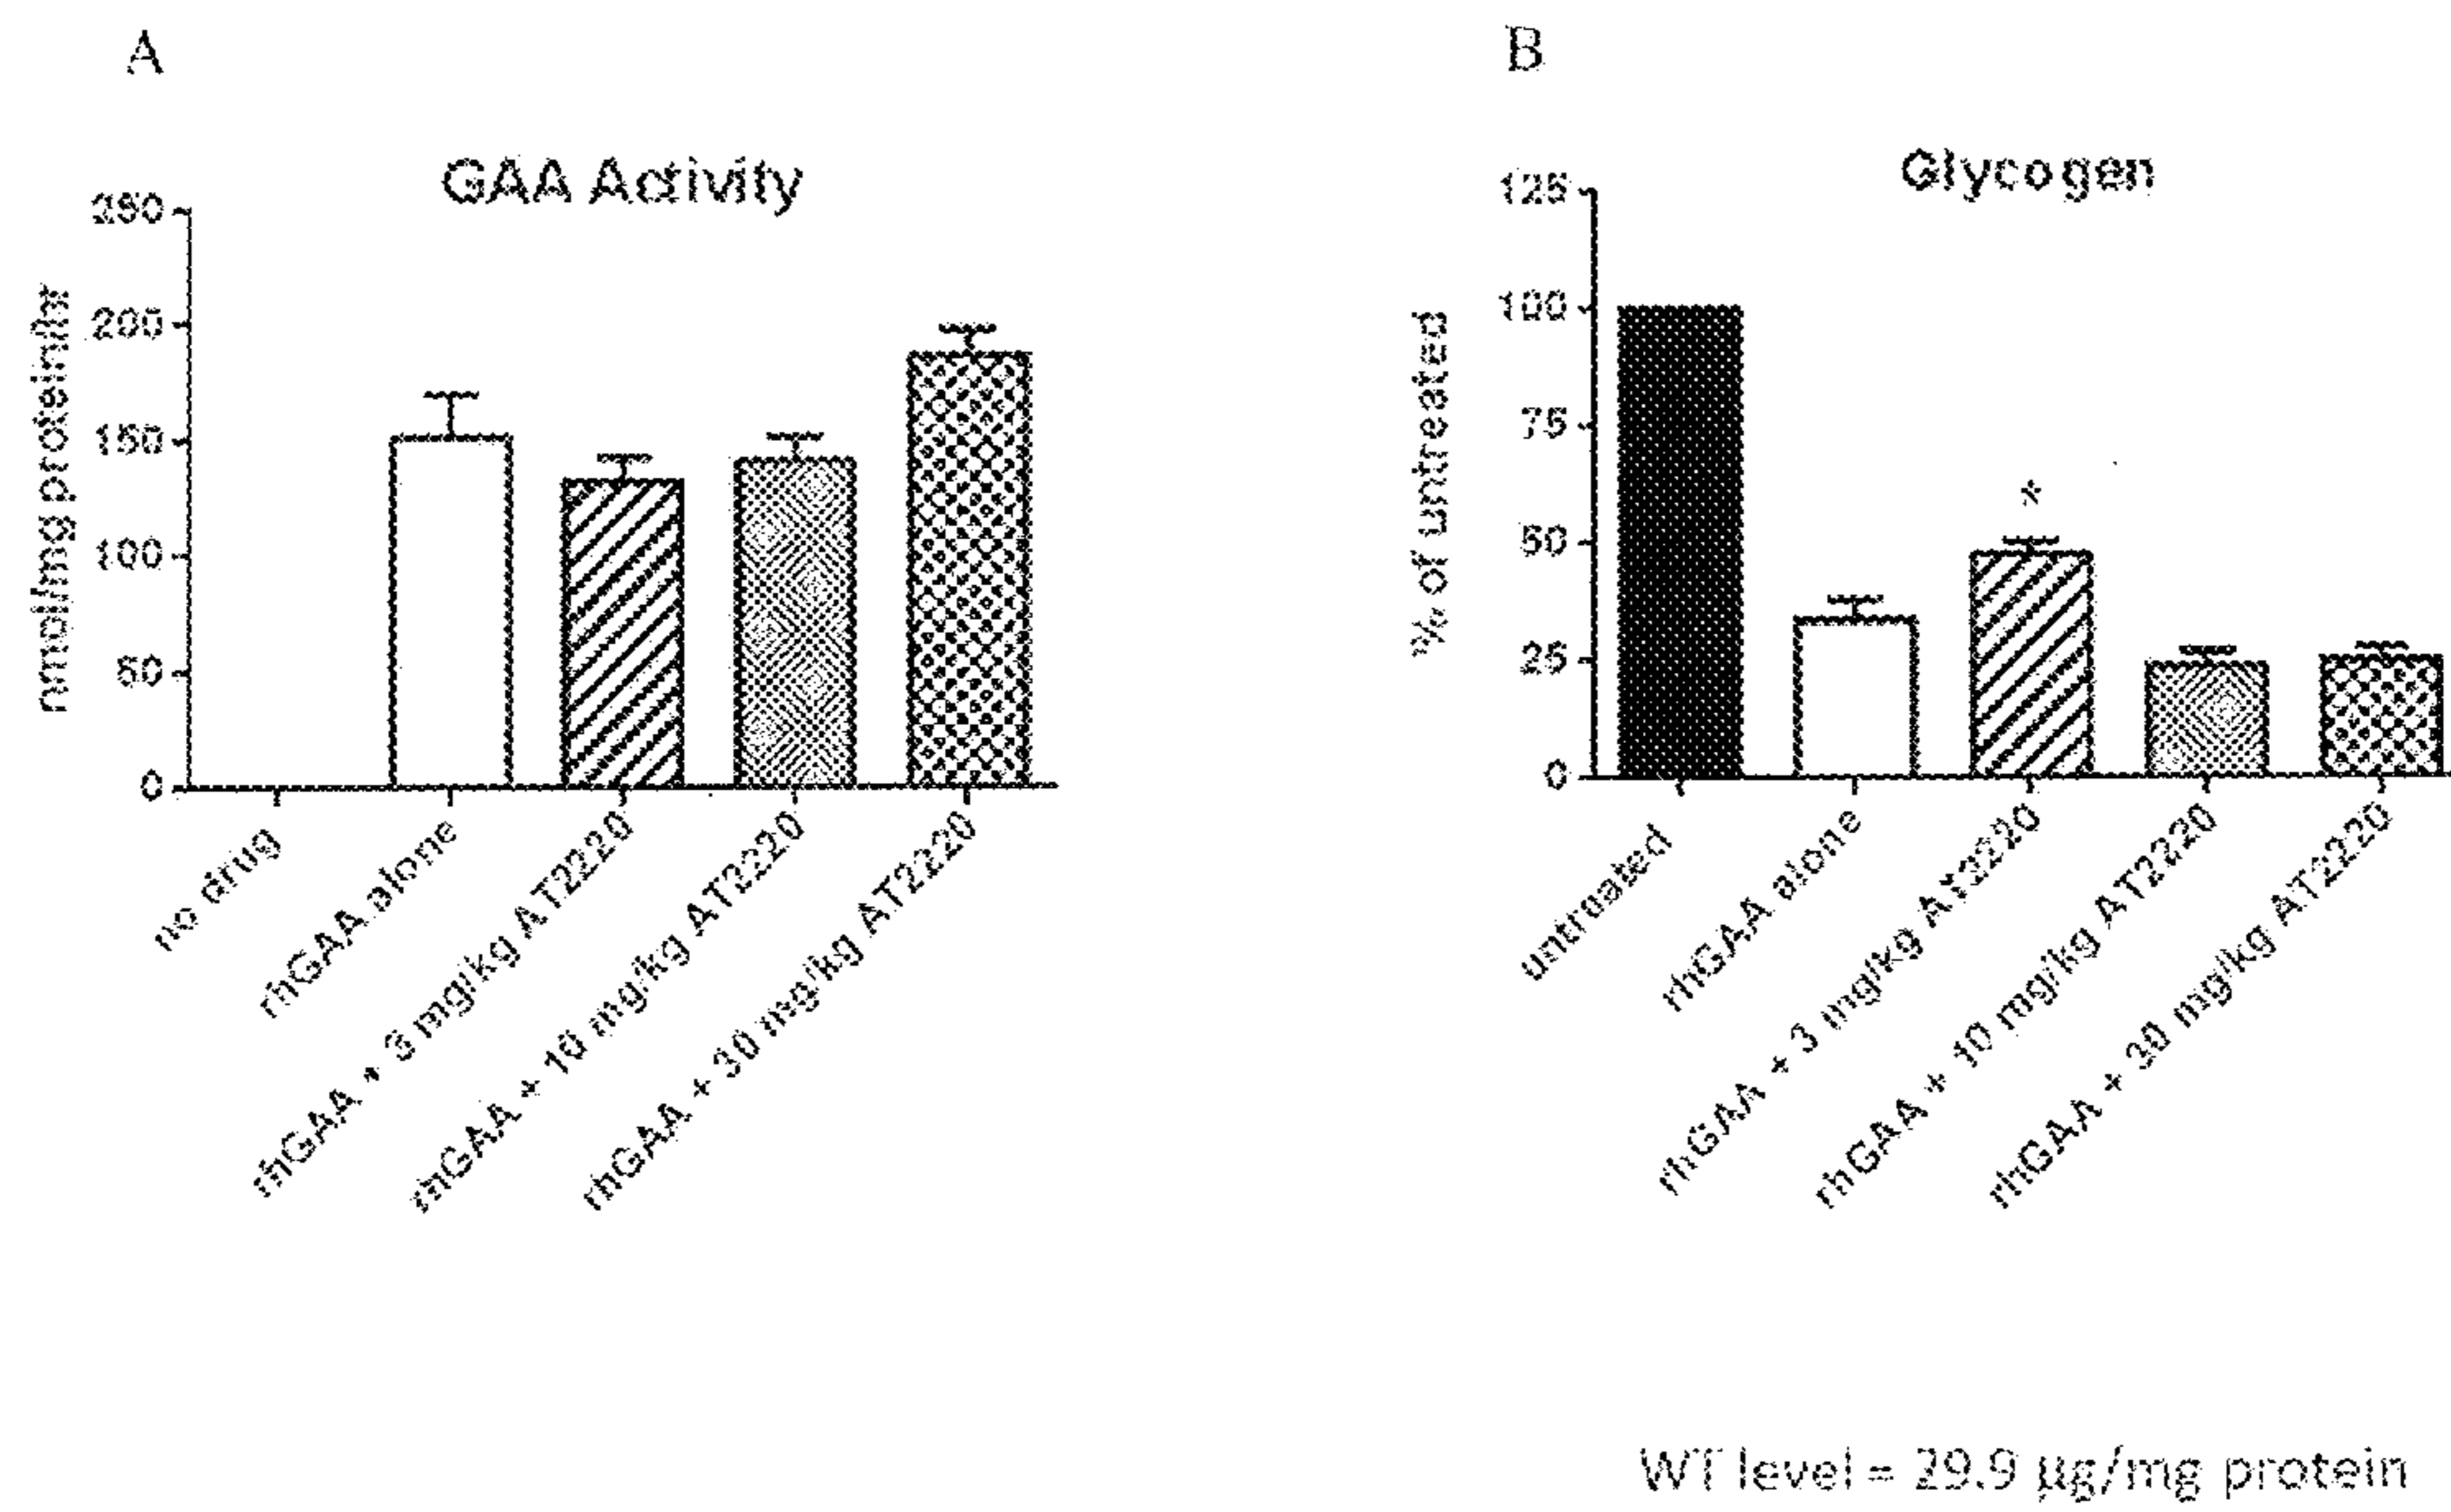 A
GAA Activity
nmol/mg protein/hr
250
200
150
100
50
0
no drug
rhGAA alone
rhGAA + 3 mg/kg AT2220
rhGAA + 10 mg/kg AT2220
rhGAA + 30 mg/kg AT2220
B
Glycogen
% of untreated
125
100
75
50
25
0
*
untreated
rhGAA alone
rhGAA + 3 mg/kg AT2220
rhGAA + 10 mg/kg AT2220
rhGAA + 30 mg/kg AT2220
WT level = 29.9 µg/mg protein